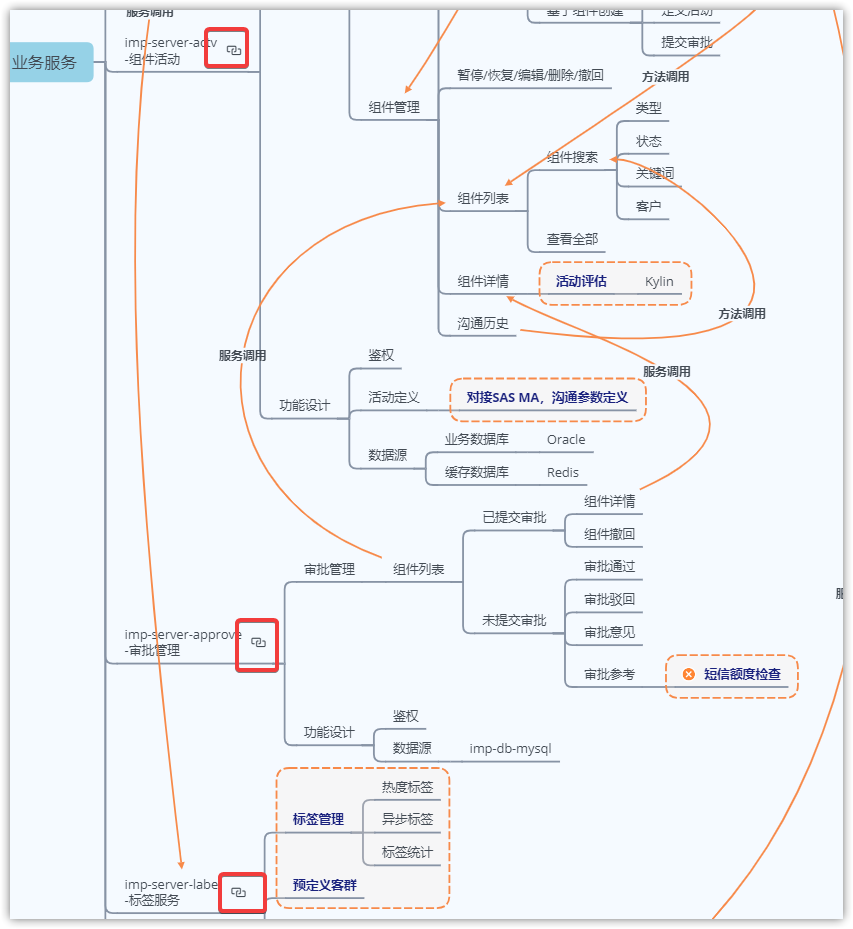 服务调用
基于组件创建
定义活动
提交审批
imp-server-actv
-组件活动
业务服务
组件管理
暂停/恢复/编辑/删除/撤回
方法调用
组件列表
组件搜索
类型
状态
关键词
客户
查看全部
组件详情
活动评估
Kylin
沟通历史
方法调用
服务调用
服务调用
功能设计
鉴权
活动定义
对接SAS MA，沟通参数定义
数据源
业务数据库
Oracle
缓存数据库
Redis
imp-server-approve
-审批管理
审批管理
组件列表
已提交审批
组件详情
组件撤回
未提交审批
审批通过
审批驳回
审批意见
审批参考
短信额度检查
功能设计
鉴权
数据源
imp-db-mysql
imp-server-labe
-标签服务
标签管理
热度标签
异步标签
标签统计
预定义客群